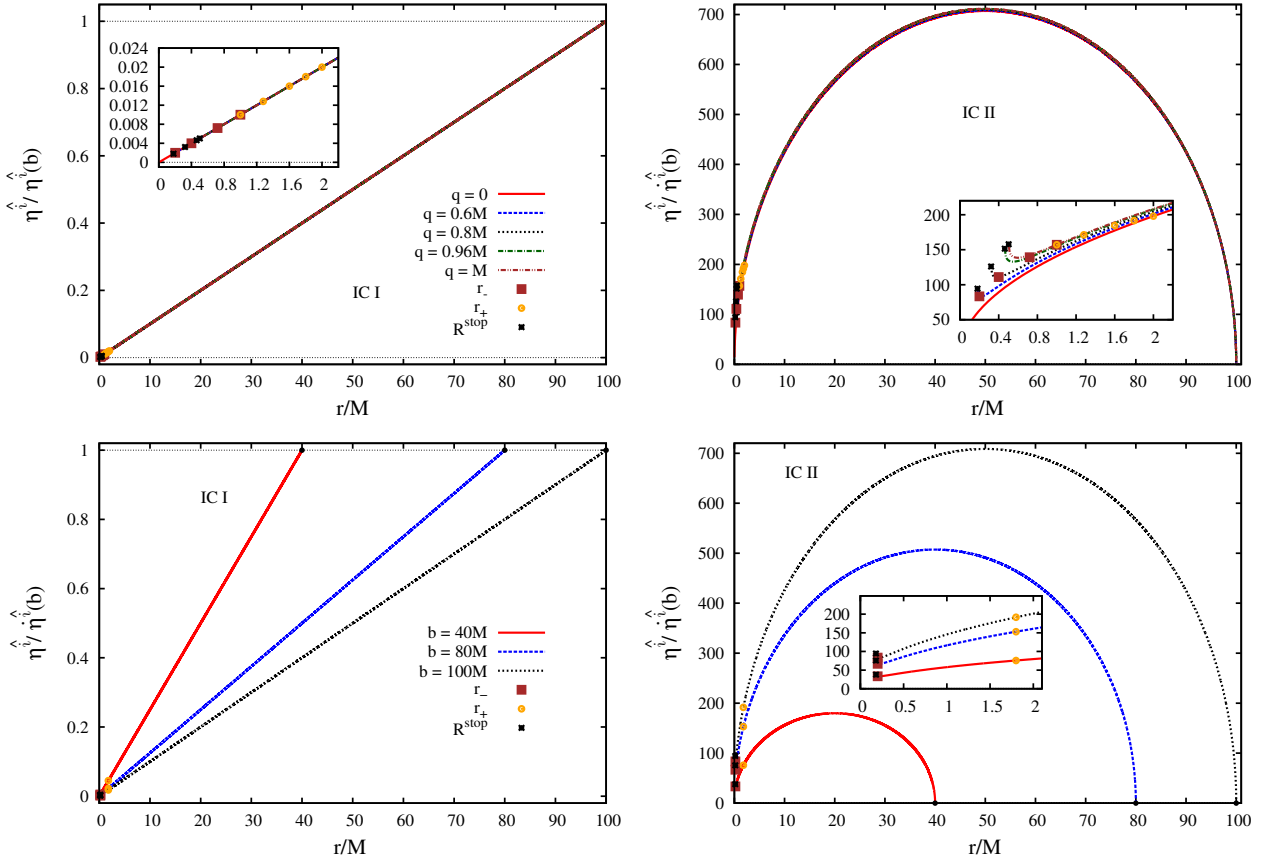 η^î / η^î(b)
1
0.8
0.6
0.4
0.2
0
0.024
0.02
0.016
0.012
0.008
0.004
0
0 0.4 0.8 1.2 1.6 2
q = 0
q = 0.6M
q = 0.8M
q = 0.96M
q = M
r-
r+
R^stop
IC I
0 10 20 30 40 50 60 70 80 90 100
r/M
η^î / η̇^î(b)
700
600
500
400
300
200
100
0
IC II
200
150
100
50
0 0.4 0.8 1.2 1.6 2
0 10 20 30 40 50 60 70 80 90 100
r/M
η^î / η̇^î(b)
1
0.8
0.6
0.4
0.2
0
IC I
b = 40M
b = 80M
b = 100M
r-
r+
R^stop
0 10 20 30 40 50 60 70 80 90 100
r/M
η^î / η̇^î(b)
700
600
500
400
300
200
100
0
IC II
200
150
100
50
0
0 0.5 1 1.5 2
0 10 20 30 40 50 60 70 80 90 100
r/M